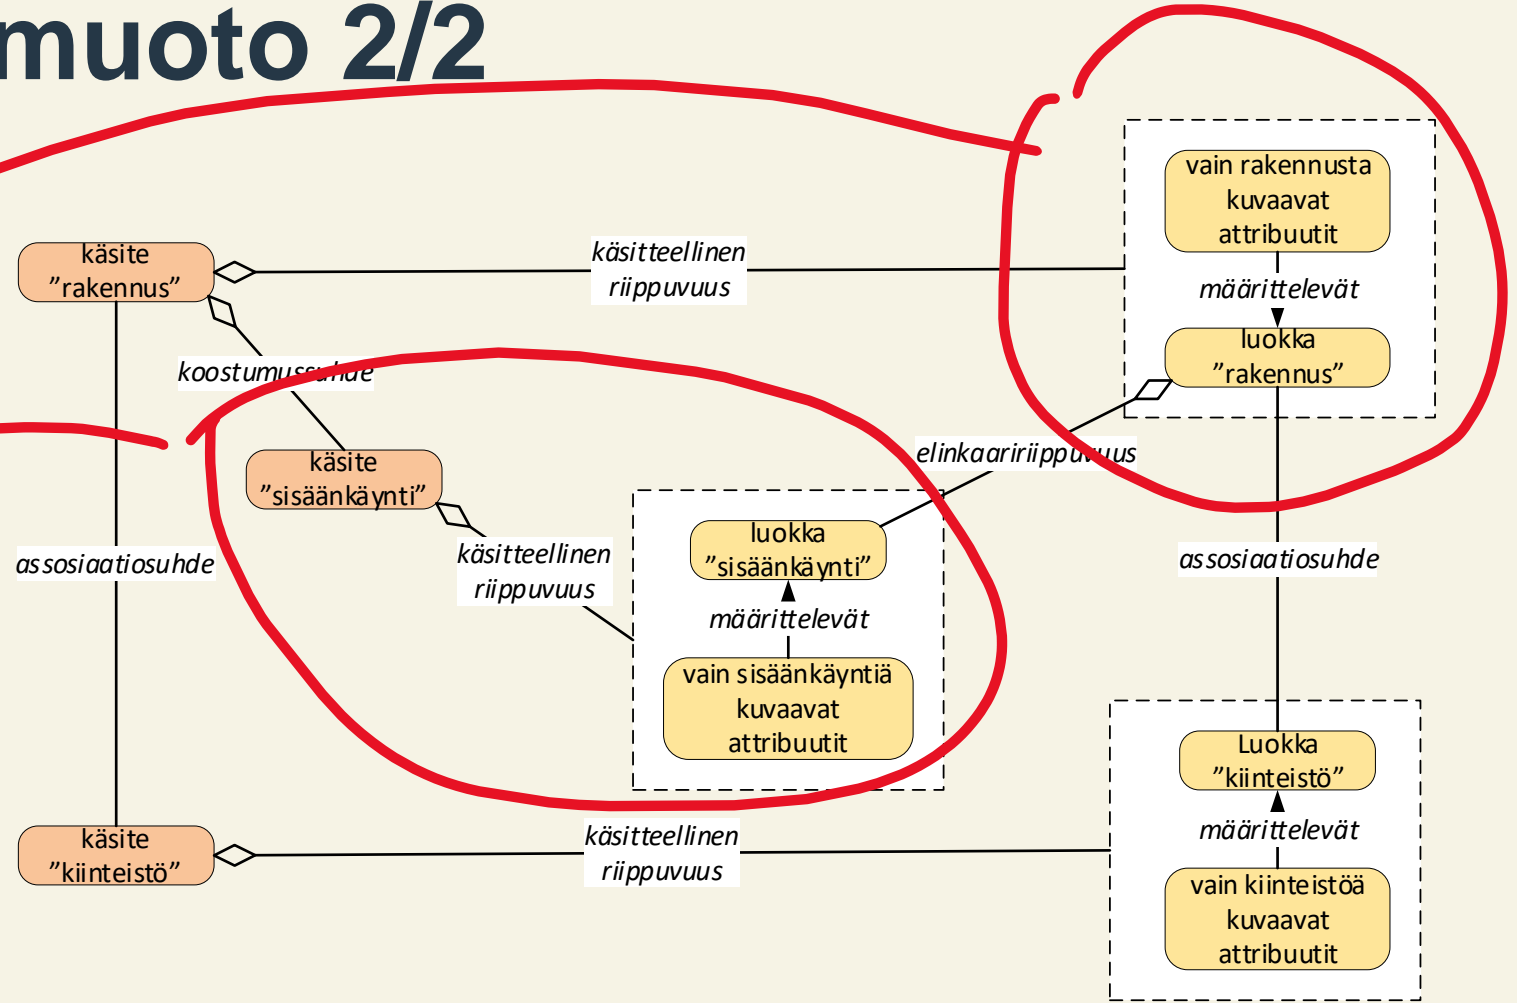 muoto 2/2
vain rakennusta
kuvaavat
attribuutit
määrittelevät
luokka
”rakennus”
käsite
”rakennus”
käsitteellinen
riippuvuus
koostumussuhde
käsite
”sisäänkäynti”
elinkaaririippuvuus
käsitteellinen
riippuvuus
luokka
”sisäänkäynti”
määrittelevät
vain sisäänkäyntiä
kuvaavat
attribuutit
assosiaatiosuhde
assosiaatiosuhde
Luokka
”kiinteistö”
määrittelevät
vain kiinteistöä
kuvaavat
attribuutit
käsite
”kiinteistö”
käsitteellinen
riippuvuus